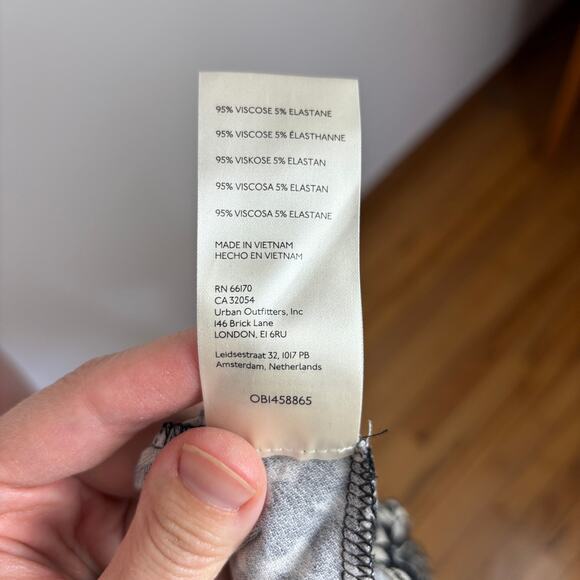 95% VISCOSE 5% ELASTANE
95% VISCOSE 5% ÉLASTHANNE
95% VISKOSE 5% ELASTAN
95% VISCOSA 5% ELASTAN
95% VISCOSA 5% ELASTANE
MADE IN VIETNAM
HECHO EN VIETNAM
RN 66170
CA 32054
Urban Outfitters, Inc
146 Brick Lane
LONDON, E1 6RU
Leidsestraat 32, 1017 PB
Amsterdam, Netherlands
OB1458865